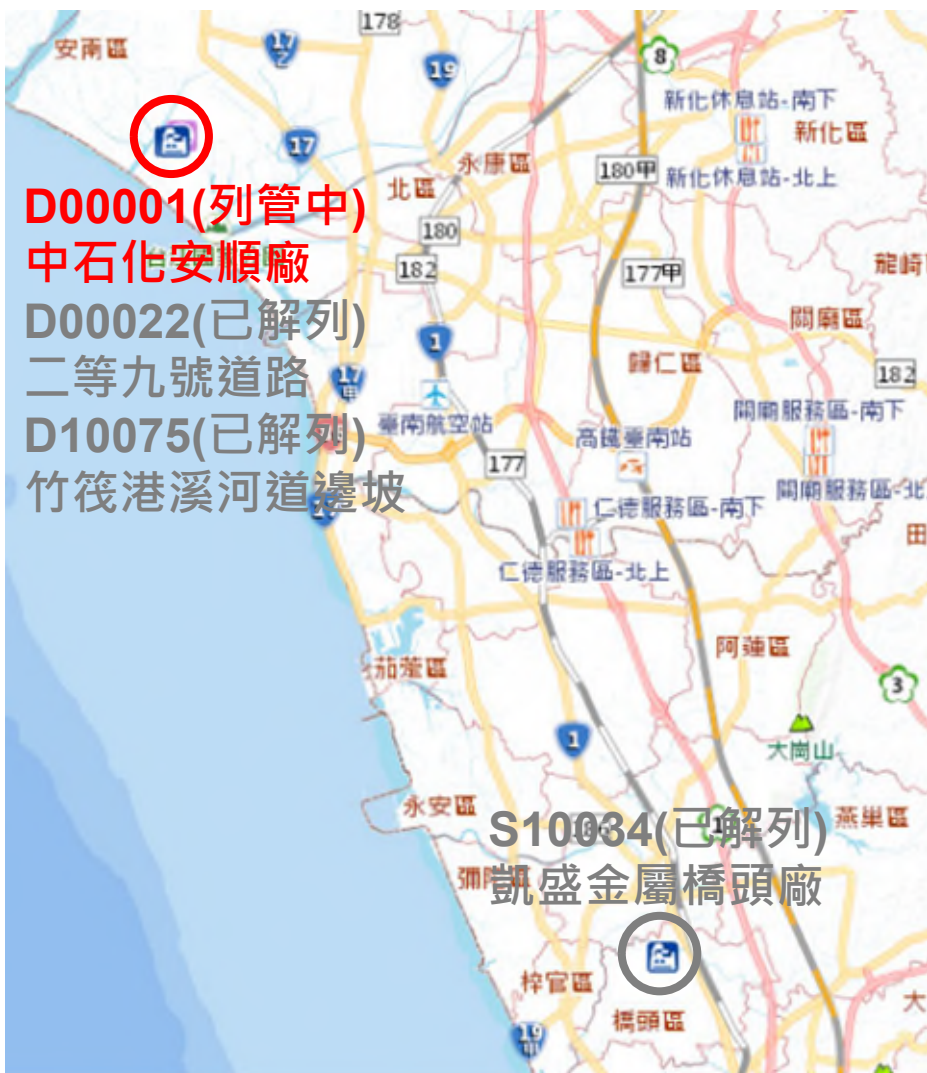 178
安南區
17
乙
19
8
新化休息站-南下
新化區
17
永康區
180甲
新化休息站-北上
北區
D00001(列管中)
180
中石化安順廠
182
177甲
龍崎
D00022(已解列)
關廟區
1
二等九號道路
歸仁區
182
17
甲
D10075(已解列)
臺南航空站
關廟服務區-南下
高鐵臺南站
177
竹筏港溪河道邊坡
關廟服務區-北
仁德服務區-南下
田
仁德服務區-北上
阿蓮區
茄萣區
3
1
大崗山
永安區
燕巢區
S10034(已解列)
1
凱盛金屬橋頭廠
梓官區
大
橋頭區
19
甲